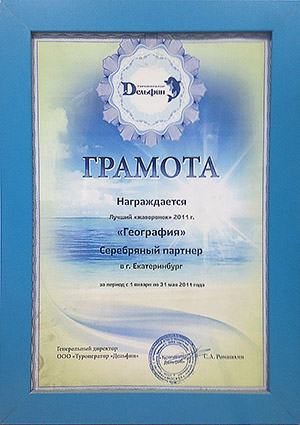 туроператор
Дельфин
ГРАМОТА
Награждается
Лучший «жаворонок» 2011 г.
«География»
Серебряный партнер
в г. Екатеринбург
за период с 1 января по 31 мая 2011 года
Генеральный директор
ООО «Туроператор «Дельфин»
С.А. Ромашкин